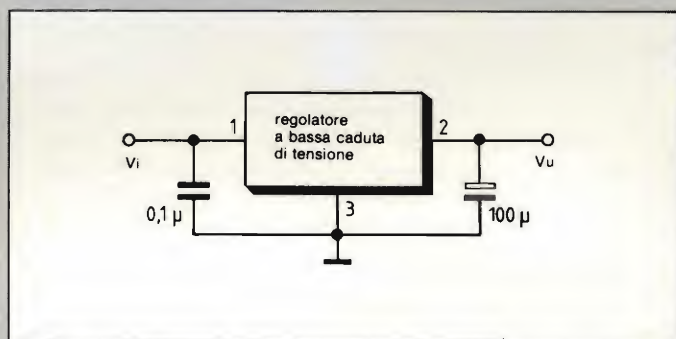 regolatore
a bassa caduta
di tensione
1
2
3
Vi
Vu
0,1 µ
100 µ